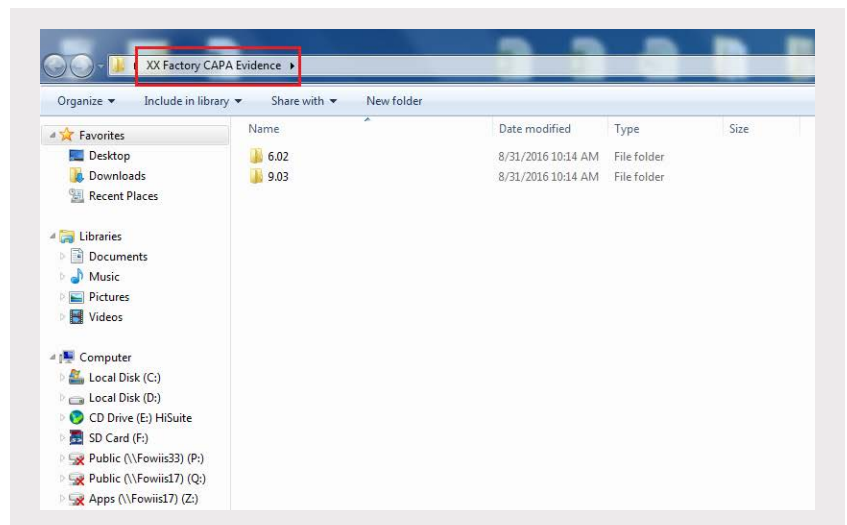 XX Factory CAPA Evidence
Organize Include in library Share with New folder
Favorites
Desktop
Downloads
Recent Places
Libraries
Documents
Music
Pictures
Videos
Computer
Local Disk (C:)
Local Disk (D:)
CD Drive (E:) HiSuite
SD Card (F:)
Public (\\Fowiis33) (P:)
Public (\\Fowiis17) (Q:)
Apps (\\Fowiis17) (Z:)
Name Date modified Type Size
6.02 8/31/2016 10:14 AM File folder
9.03 8/31/2016 10:14 AM File folder